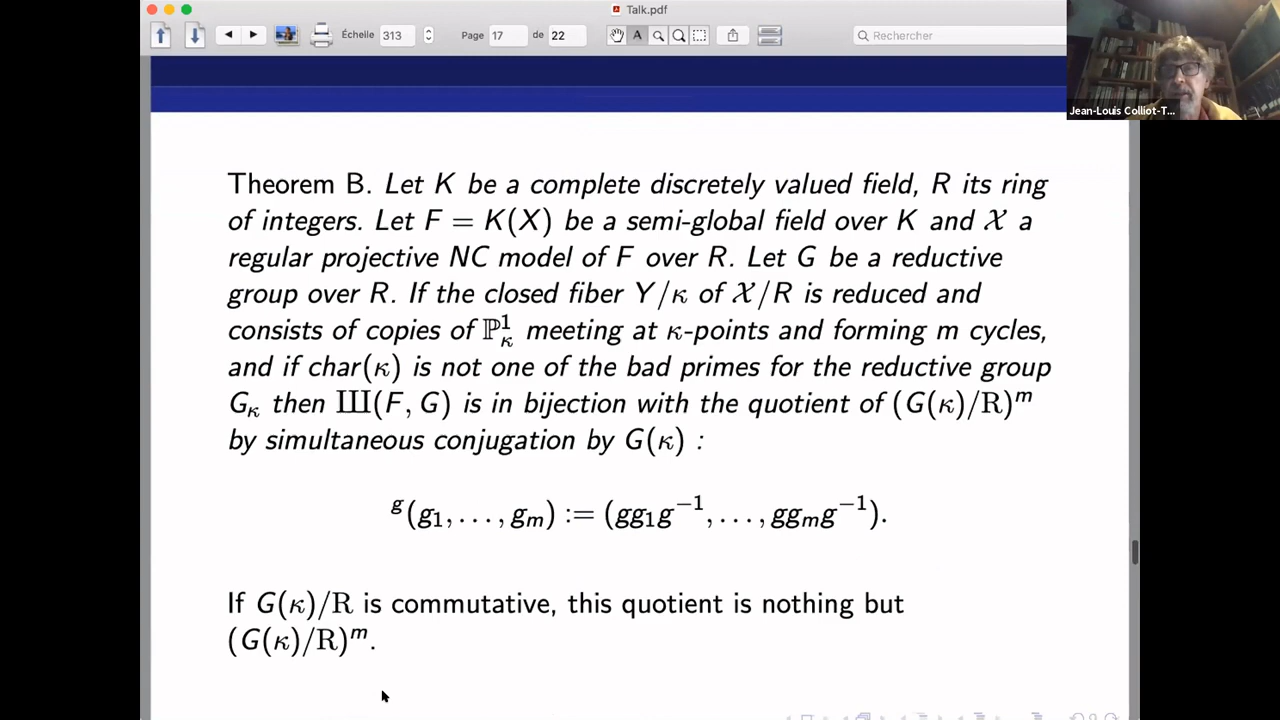 Talk.pdf
Échelle 313 Page 17 de 22 Rechercher
Jean-Louis Colliot-T...
Theorem B. Let K be a complete discretely valued field, R its ring
of integers. Let F = K(X) be a semi-global field over K and 𝒳 a
regular projective NC model of F over R. Let G be a reductive
group over R. If the closed fiber Y/κ of 𝒳/R is reduced and
consists of copies of ℙ¹_κ meeting at κ-points and forming m cycles,
and if char(κ) is not one of the bad primes for the reductive group
G_κ then Ш(F, G) is in bijection with the quotient of (G(κ)/R)^m
by simultaneous conjugation by G(κ) :
^g(g₁, . . . , g_m) := (gg₁g⁻¹, . . . , gg_mg⁻¹).
If G(κ)/R is commutative, this quotient is nothing but
(G(κ)/R)^m.